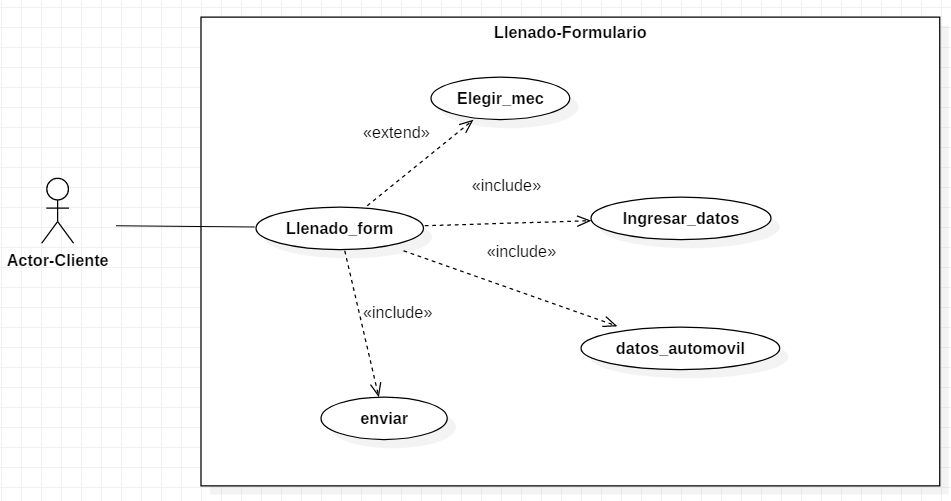 Llenado-Formulario
Elegir_mec
«extend»
«include»
Ingresar_datos
Llenado_form
«include»
Actor-Cliente
«include»
datos_automovil
enviar